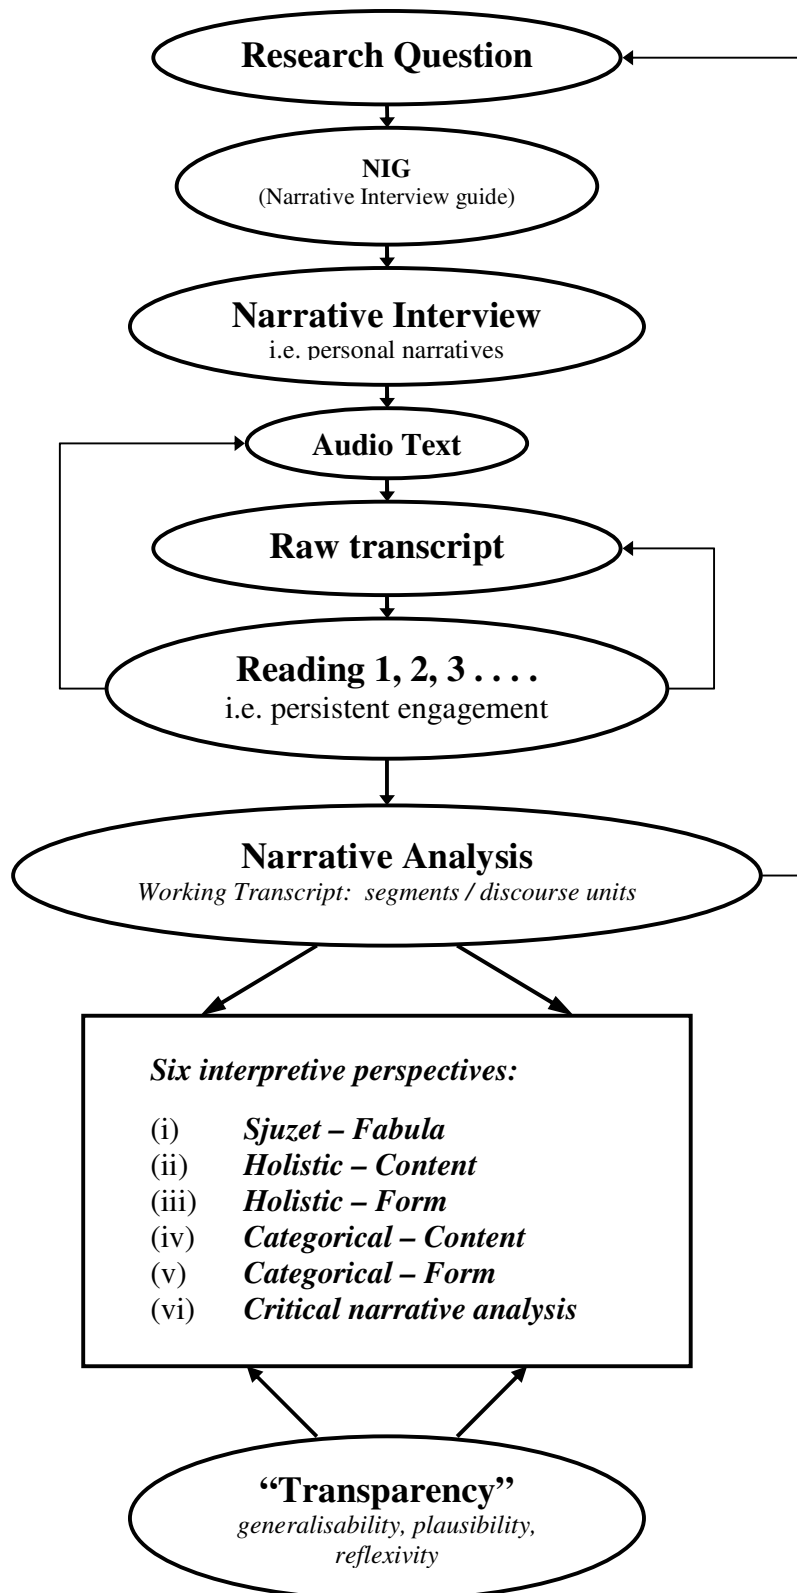 Research Question
NIG
(Narrative Interview guide)
Narrative Interview
i.e. personal narratives
Audio Text
Raw transcript
Reading 1, 2, 3 . . . .
i.e. persistent engagement
Narrative Analysis
Working Transcript: segments / discourse units
Six interpretive perspectives:
(i) Sjuzet – Fabula
(ii) Holistic – Content
(iii) Holistic – Form
(iv) Categorical – Content
(v) Categorical – Form
(vi) Critical narrative analysis
“Transparency”
generalisability, plausibility,
reflexivity